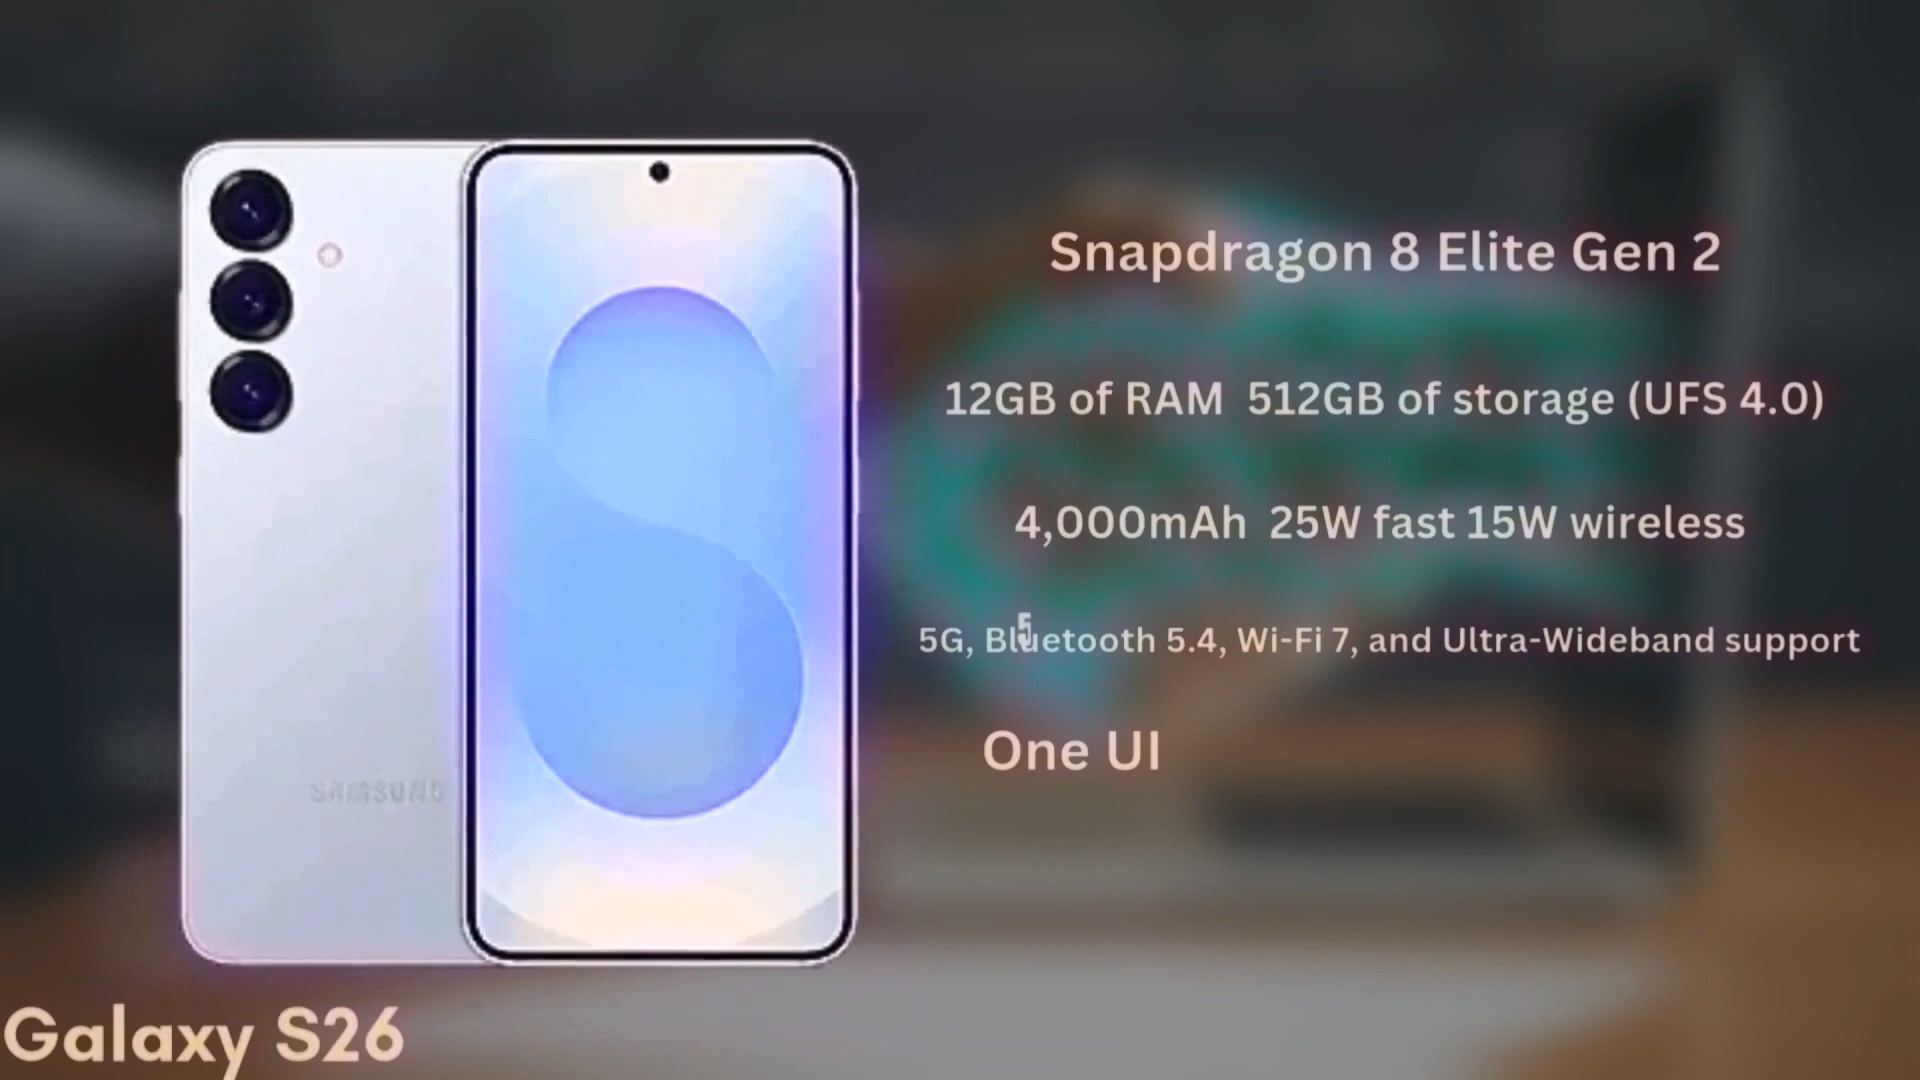 Snapdragon 8 Elite Gen 2
12GB of RAM 512GB of storage (UFS 4.0)
4,000mAh 25W fast 15W wireless
5
5G, Bluetooth 5.4, Wi-Fi 7, and Ultra-Wideband support
One UI
SAMSUNG
Galaxy S26